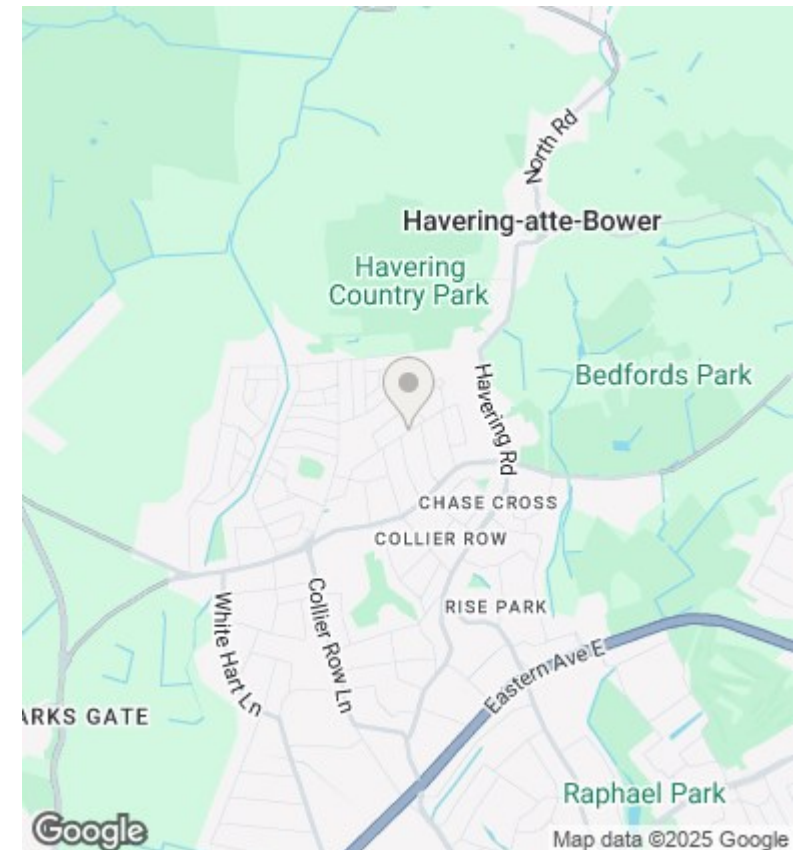 North Rd
Havering-atte-Bower
Havering
Country Park
Bedfords Park
Havering Rd
CHASE CROSS
COLLIER ROW
RISE PARK
White Hart Ln
Collier Row Ln
Eastern Ave E
ARKS GATE
Raphael Park
Google
Map data ©2025 Google